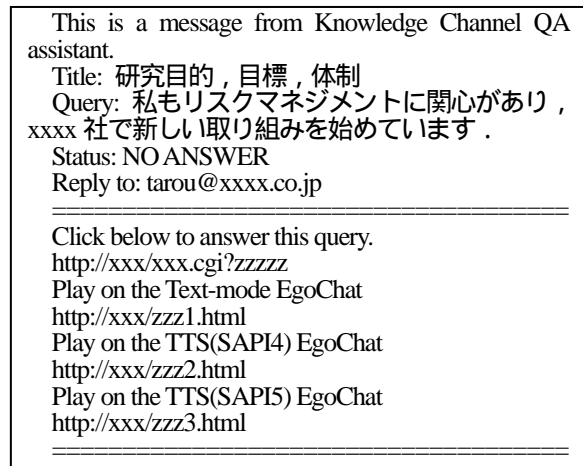 This is a message from Knowledge Channel QA
assistant.
Title: 研究目的，目標，体制
Query: 私もリスクマネジメントに関心があり，
xxxx 社で新しい取り組みを始めています．
Status: NO ANSWER
Reply to: tarou@xxxx.co.jp
=====================================
Click below to answer this query.
http://xxx/xxx.cgi?zzzzz
Play on the Text-mode EgoChat
http://xxx/zzz1.html
Play on the TTS(SAPI4) EgoChat
http://xxx/zzz2.html
Play on the TTS(SAPI5) EgoChat
http://xxx/zzz3.html
=====================================